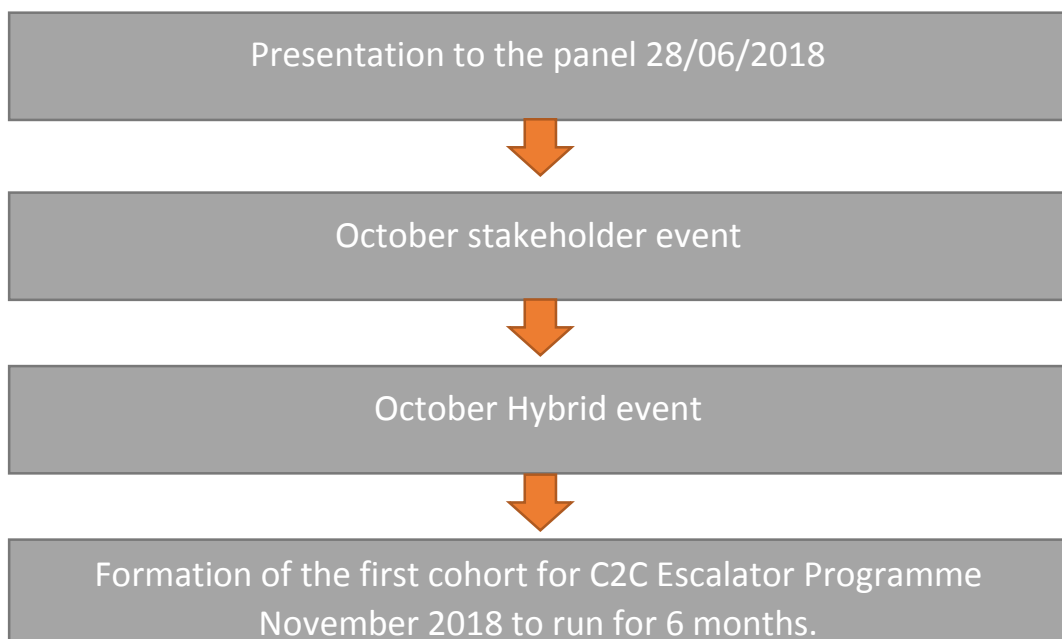 Presentation to the panel 28/06/2018
October stakeholder event
October Hybrid event
Formation of the first cohort for C2C Escalator Programme
November 2018 to run for 6 months.